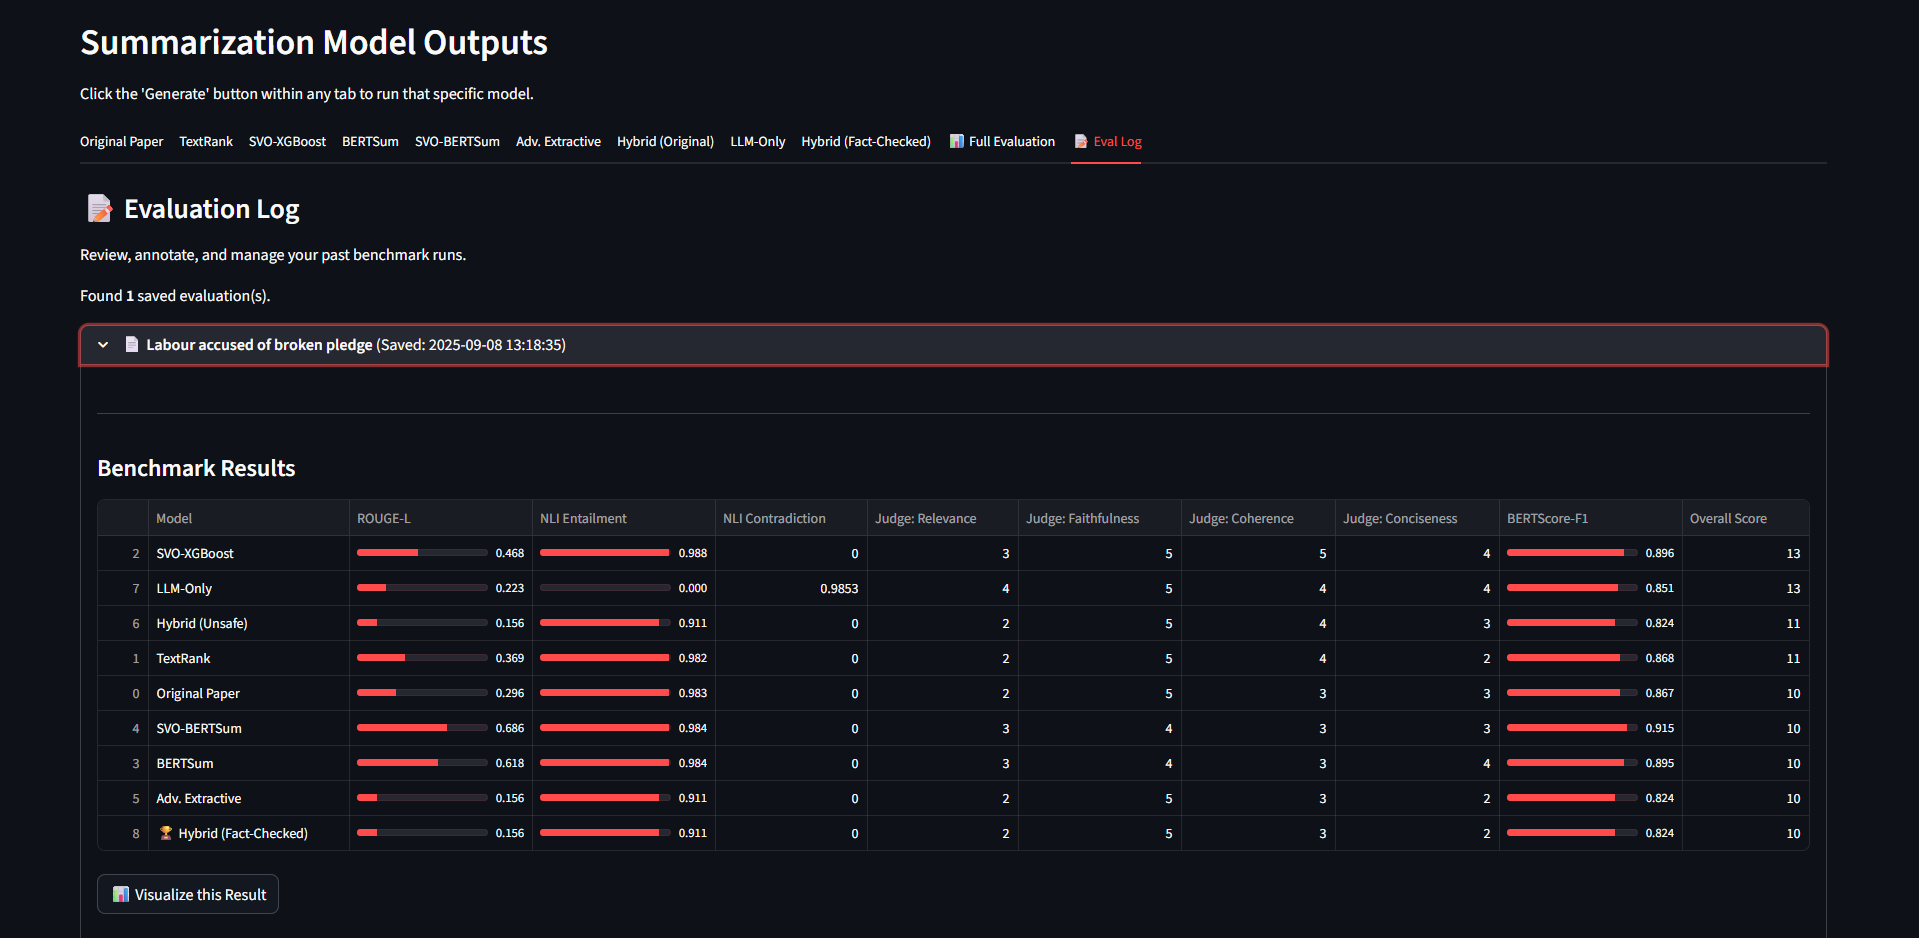 Summarization Model Outputs
Click the 'Generate' button within any tab to run that specific model.
Original Paper TextRank SVO-XGBoost BERTSum SVO-BERTSum Adv. Extractive Hybrid (Original) LLM-Only Hybrid (Fact-Checked) 📊 Full Evaluation 📝 Eval Log
📝 Evaluation Log
Review, annotate, and manage your past benchmark runs.
Found 1 saved evaluation(s).
📄 Labour accused of broken pledge (Saved: 2025-09-08 13:18:35)
Benchmark Results
Model ROUGE-L NLI Entailment NLI Contradiction Judge: Relevance Judge: Faithfulness Judge: Coherence Judge: Conciseness BERTScore-F1 Overall Score
2 SVO-XGBoost 0.468 0.988 0 3 5 5 4 0.896 13
7 LLM-Only 0.223 0.000 0.9853 4 5 4 4 0.851 13
6 Hybrid (Unsafe) 0.156 0.911 0 2 5 4 3 0.824 11
1 TextRank 0.369 0.982 0 2 5 4 2 0.868 11
0 Original Paper 0.296 0.983 0 2 5 3 3 0.867 10
4 SVO-BERTSum 0.686 0.984 0 3 4 3 3 0.915 10
3 BERTSum 0.618 0.984 0 3 4 3 4 0.895 10
5 Adv. Extractive 0.156 0.911 0 2 5 3 2 0.824 10
8 🏆 Hybrid (Fact-Checked) 0.156 0.911 0 2 5 3 2 0.824 10
📊 Visualize this Result